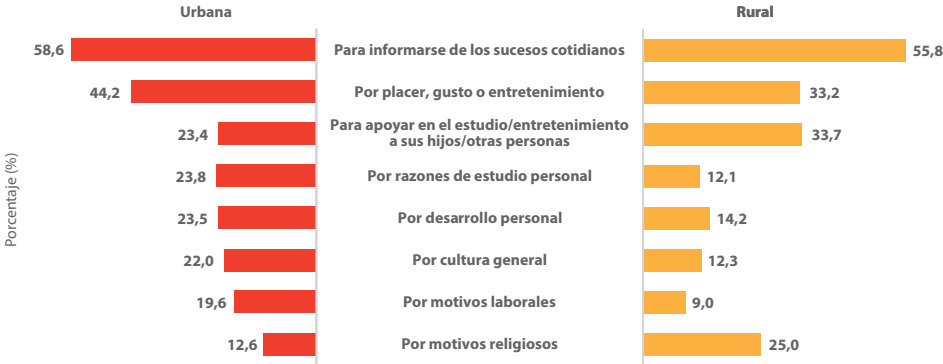 Urbana
Rural
58,6
Para informarse de los sucesos cotidianos
55,8
44,2
Por placer, gusto o entretenimiento
33,2
23,4
Para apoyar en el estudio/entretenimiento
a sus hijos/otras personas
33,7
23,8
Por razones de estudio personal
12,1
23,5
Por desarrollo personal
14,2
22,0
Por cultura general
12,3
19,6
Por motivos laborales
9,0
12,6
Por motivos religiosos
25,0
Porcentaje (%)